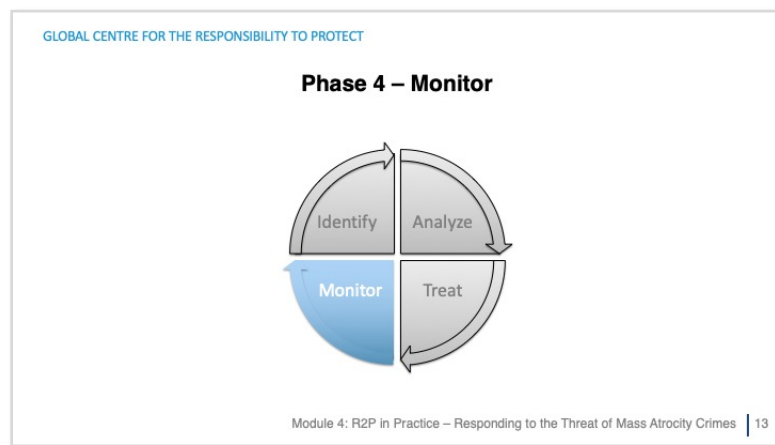 GLOBAL CENTRE FOR THE RESPONSIBILITY TO PROTECT
Phase 4 – Monitor
Identify
Analyze
Monitor
Treat
Module 4: R2P in Practice – Responding to the Threat of Mass Atrocity Crimes 13